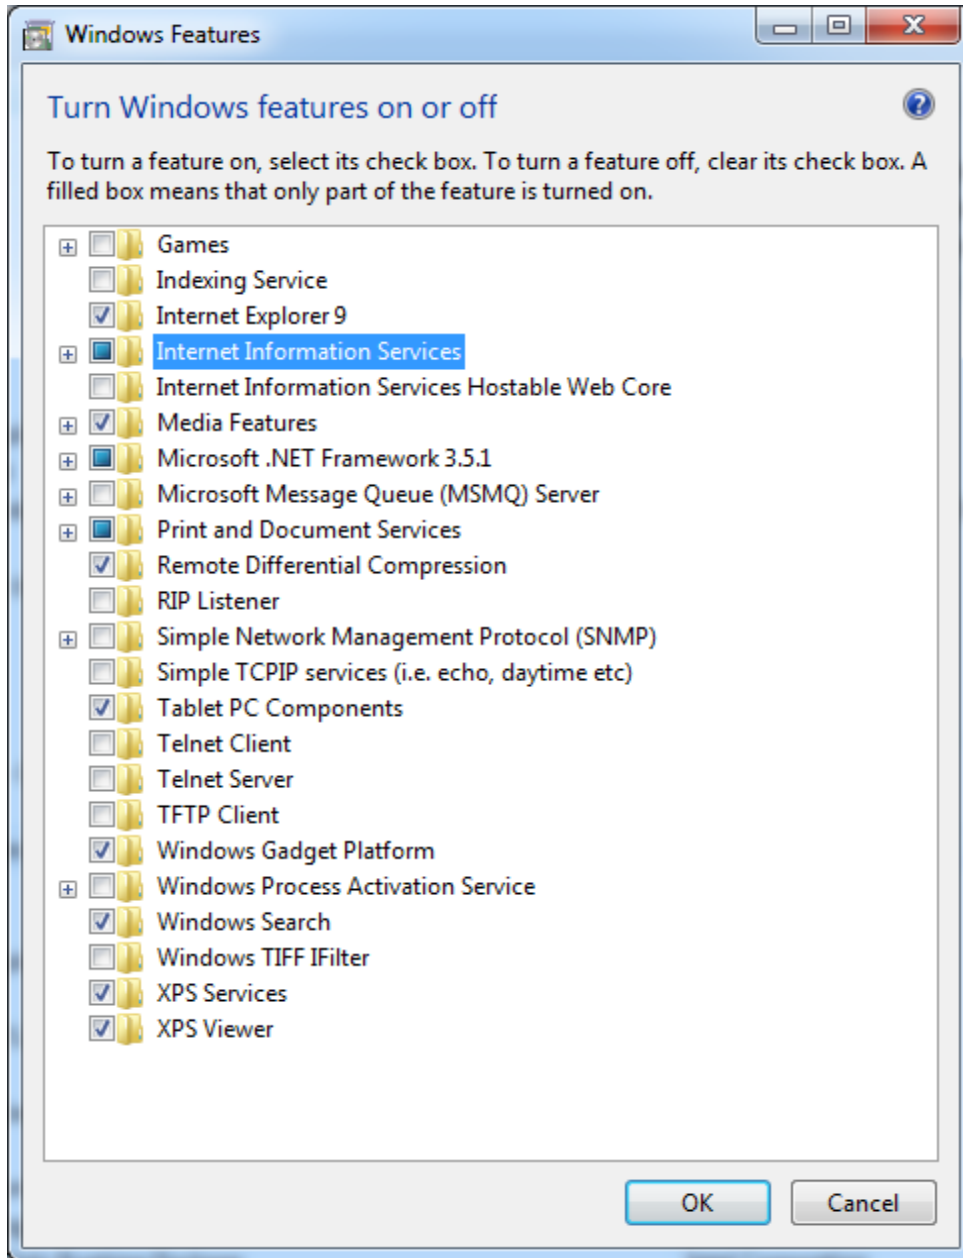 Windows Features
Turn Windows features on or off
To turn a feature on, select its check box. To turn a feature off, clear its check box. A
filled box means that only part of the feature is turned on.
Games
Indexing Service
Internet Explorer 9
Internet Information Services
Internet Information Services Hostable Web Core
Media Features
Microsoft .NET Framework 3.5.1
Microsoft Message Queue (MSMQ) Server
Print and Document Services
Remote Differential Compression
RIP Listener
Simple Network Management Protocol (SNMP)
Simple TCPIP services (i.e. echo, daytime etc)
Tablet PC Components
Telnet Client
Telnet Server
TFTP Client
Windows Gadget Platform
Windows Process Activation Service
Windows Search
Windows TIFF IFilter
XPS Services
XPS Viewer
OK Cancel